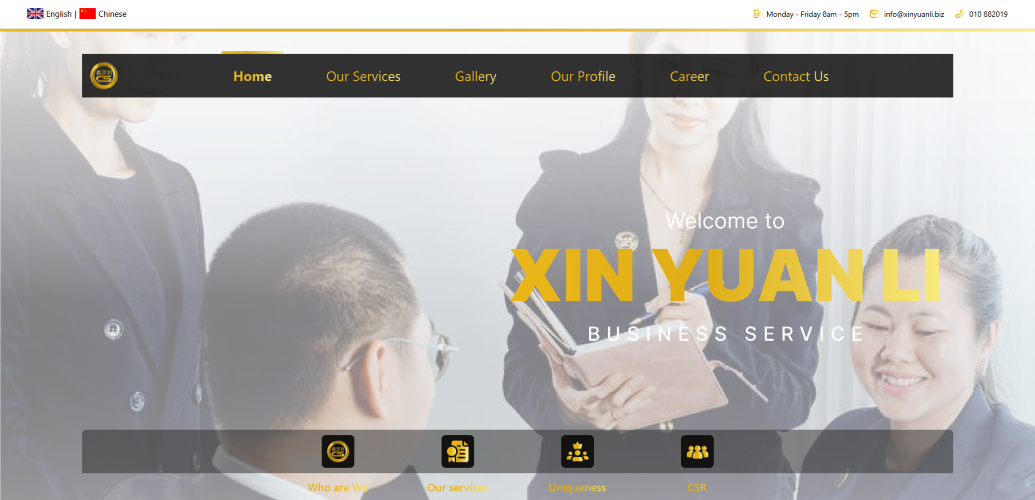 English | Chinese
Monday - Friday 8am - 5pm info@xinyuanli.biz 010 882019
Home Our Services Gallery Our Profile Career Contact Us
Welcome to
XIN YUAN LI
BUSINESS SERVICE
Who are We Our services Uniqueness CSR